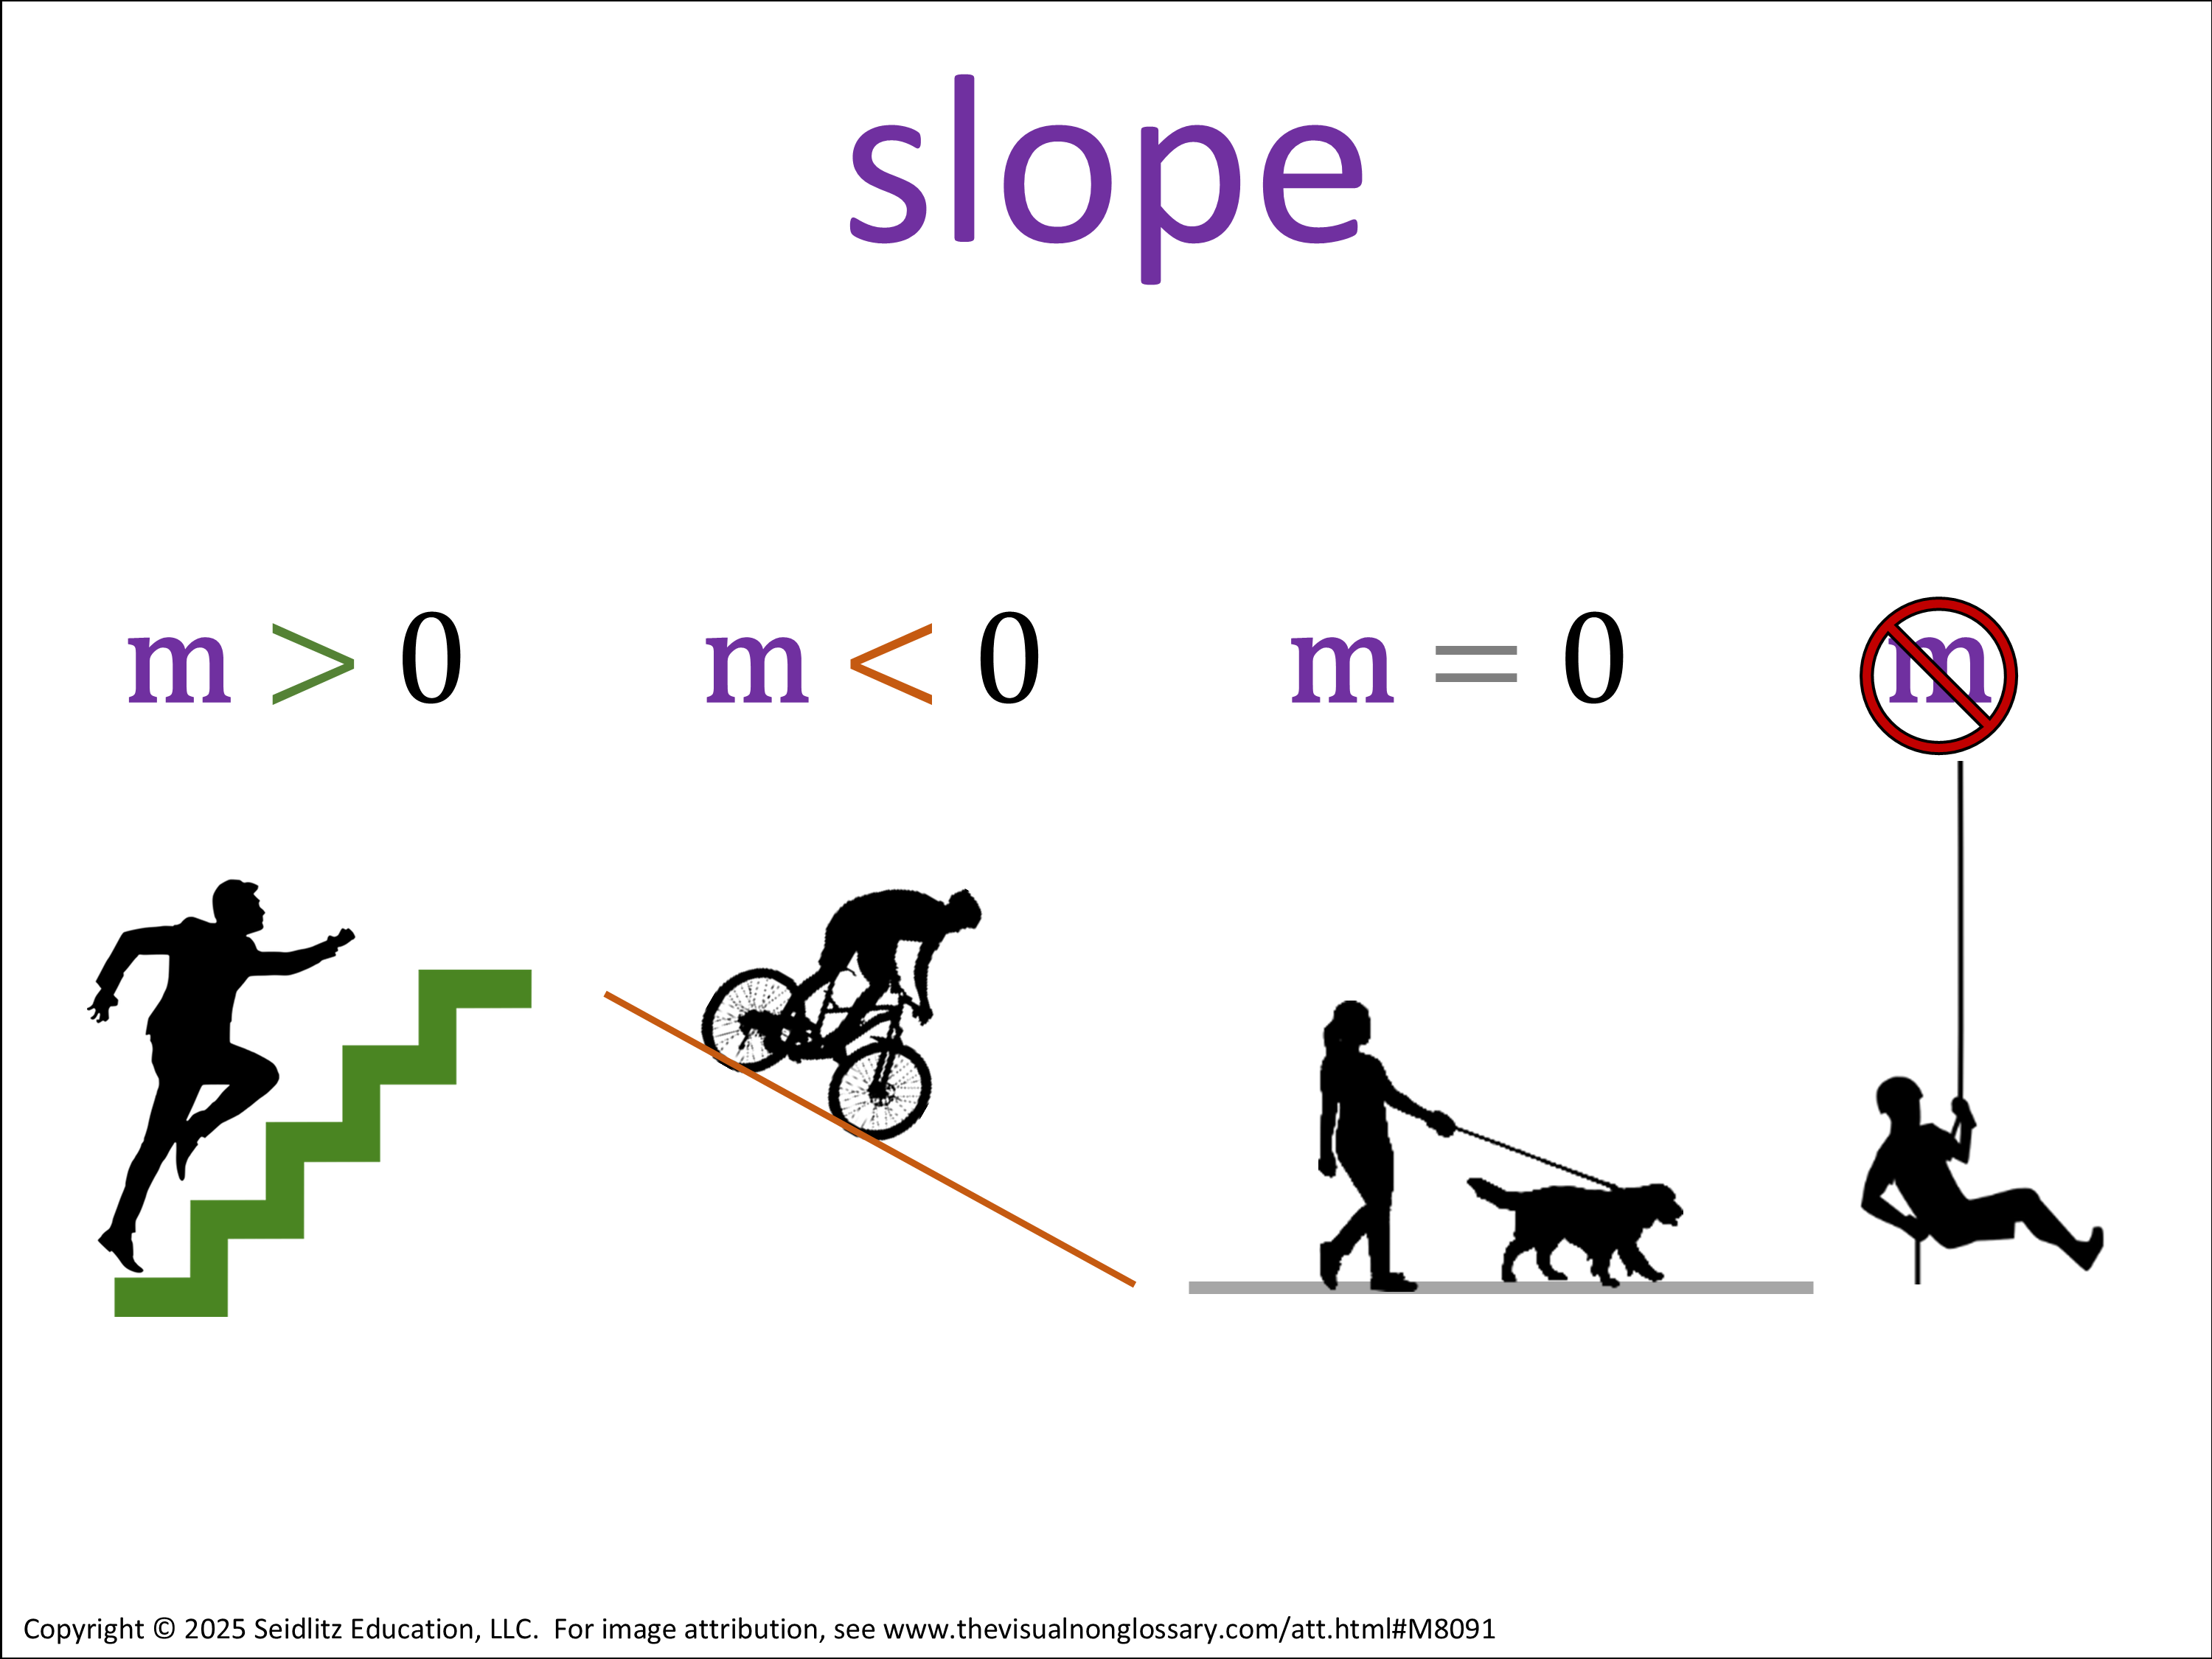 slope
m > 0 m < 0 m = 0 m
Copyright © 2025 Seidlitz Education, LLC.  For image attribution, see www.thevisualnonglossary.com/att.html#M8091